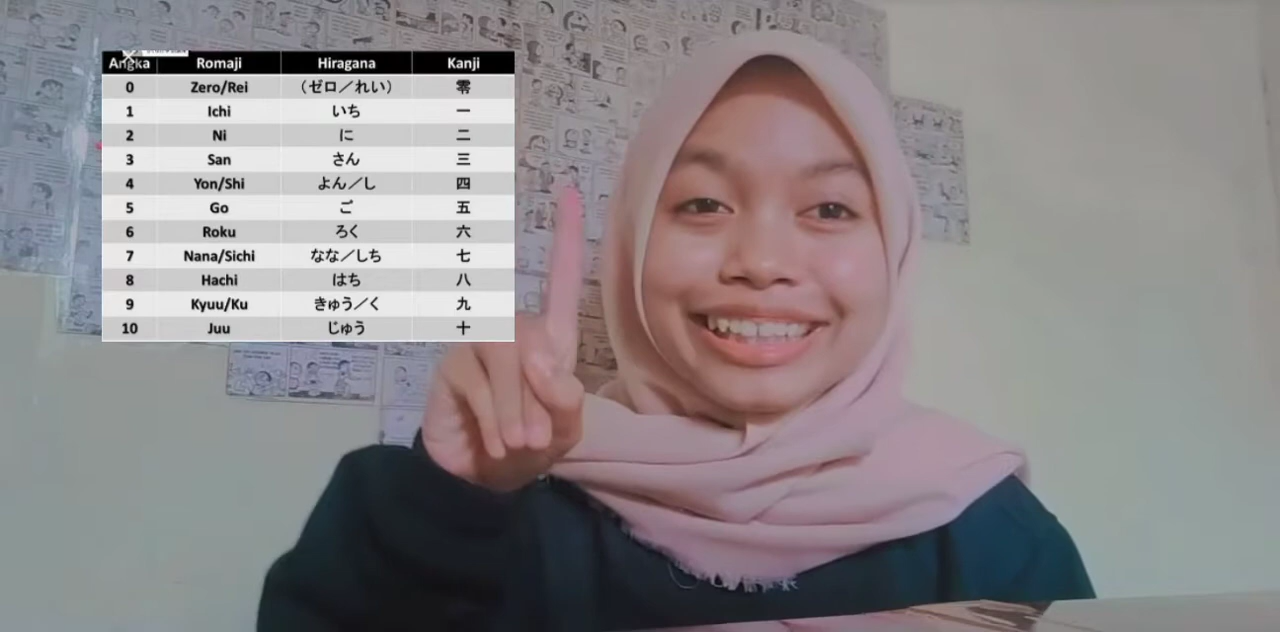 Angka Romaji Hiragana Kanji
0 Zero/Rei （ゼロ／れい） 零
1 Ichi いち 一
2 Ni に 二
3 San さん 三
4 Yon/Shi よん／し 四
5 Go ご 五
6 Roku ろく 六
7 Nana/Sichi なな／しち 七
8 Hachi はち 八
9 Kyuu/Ku きゅう／く 九
10 Juu じゅう 十